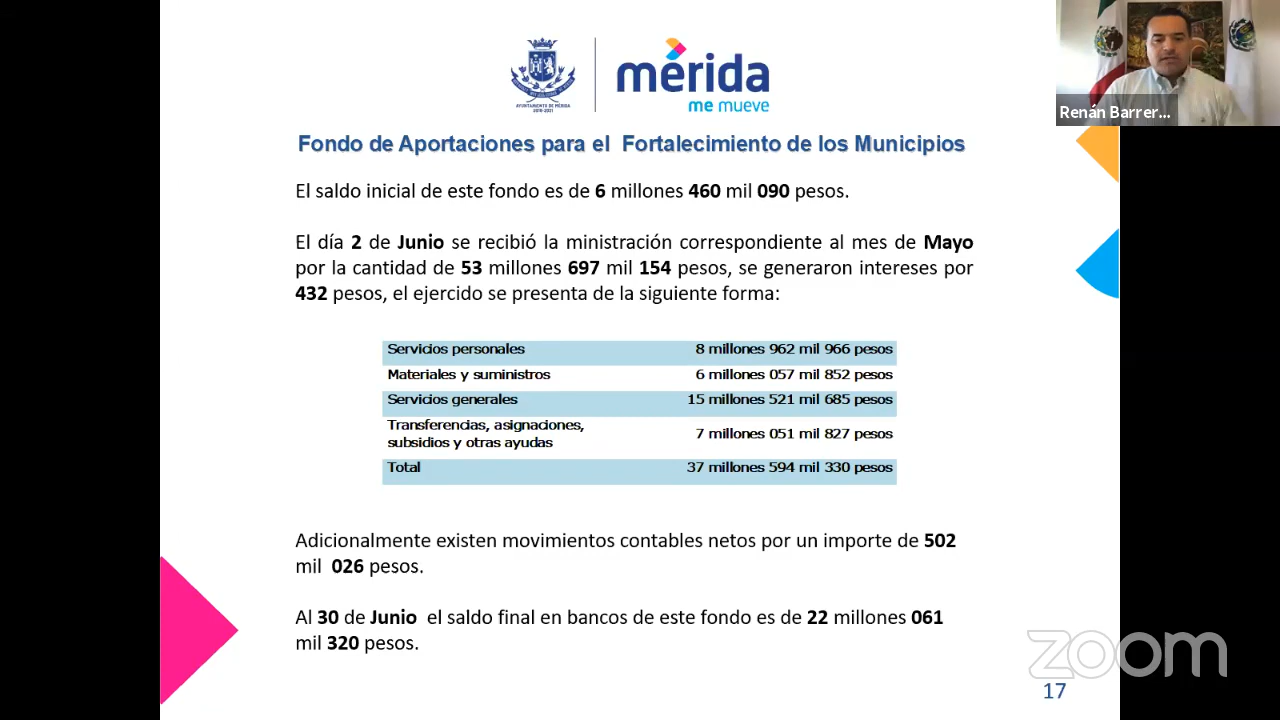 AYUNTAMIENTO DE MÉRIDA
2018-2021
mérida
me mueve
Renán Barrer...
Fondo de Aportaciones para el Fortalecimiento de los Municipios
El saldo inicial de este fondo es de 6 millones 460 mil 090 pesos.
El día 2 de Junio se recibió la ministración correspondiente al mes de Mayo
por la cantidad de 53 millones 697 mil 154 pesos, se generaron intereses por
432 pesos, el ejercido se presenta de la siguiente forma:
Servicios personales 8 millones 962 mil 966 pesos
Materiales y suministros 6 millones 057 mil 852 pesos
Servicios generales 15 millones 521 mil 685 pesos
Transferencias, asignaciones,
subsidios y otras ayudas 7 millones 051 mil 827 pesos
Total 37 millones 594 mil 330 pesos
Adicionalmente existen movimientos contables netos por un importe de 502
mil 026 pesos.
Al 30 de Junio el saldo final en bancos de este fondo es de 22 millones 061
mil 320 pesos.
zoom
17